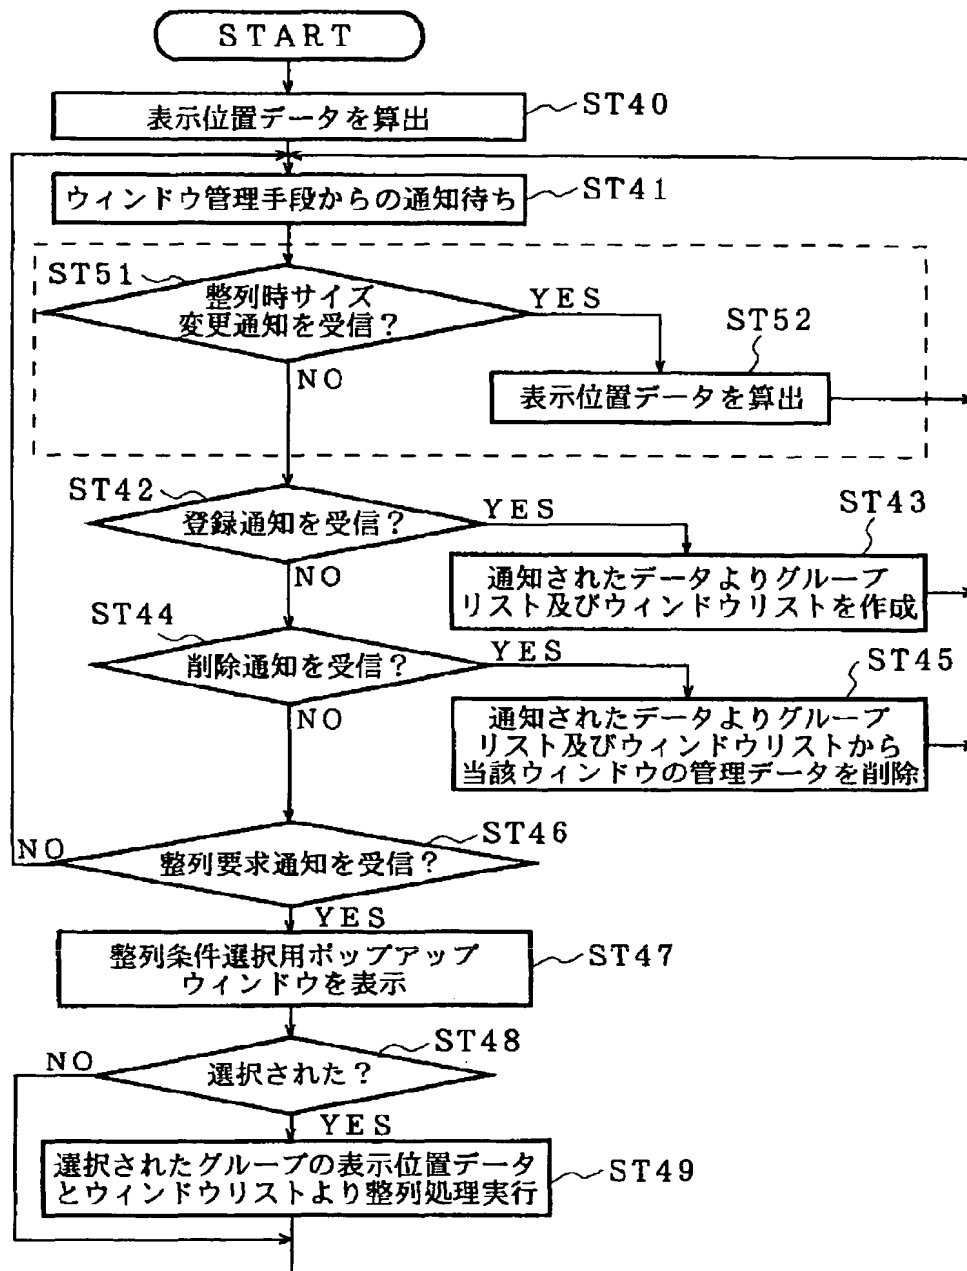 START
表示位置データを算出
ST40
ウィンドウ管理手段からの通知待ち
ST41
ST51
整列時サイズ
変更通知を受信？
YES
NO
ST52
表示位置データを算出
ST42
登録通知を受信？
YES
NO
ST43
通知されたデータよりグループ
リスト及びウィンドウリストを作成
ST44
削除通知を受信？
YES
NO
ST45
通知されたデータよりグループ
リスト及びウィンドウリストから
当該ウィンドウの管理データを削除
ST46
整列要求通知を受信？
NO
YES
整列条件選択用ポップアップ
ウィンドウを表示
ST47
ST48
選択された？
NO
YES
選択されたグループの表示位置データ
とウィンドウリストより整列処理実行
ST49